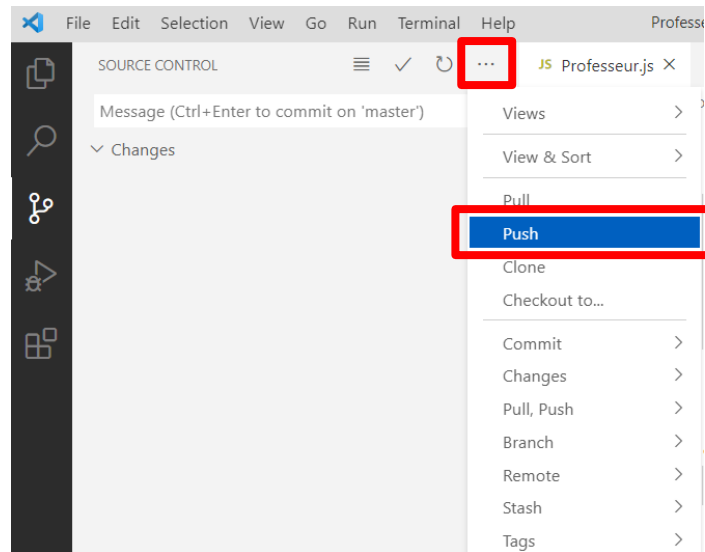 File Edit Selection View Go Run Terminal Help Professe
SOURCE CONTROL
JS Professeur.js
Message (Ctrl+Enter to commit on 'master')
Changes
Views
View & Sort
Pull
Push
Clone
Checkout to...
Commit
Changes
Pull, Push
Branch
Remote
Stash
Tags